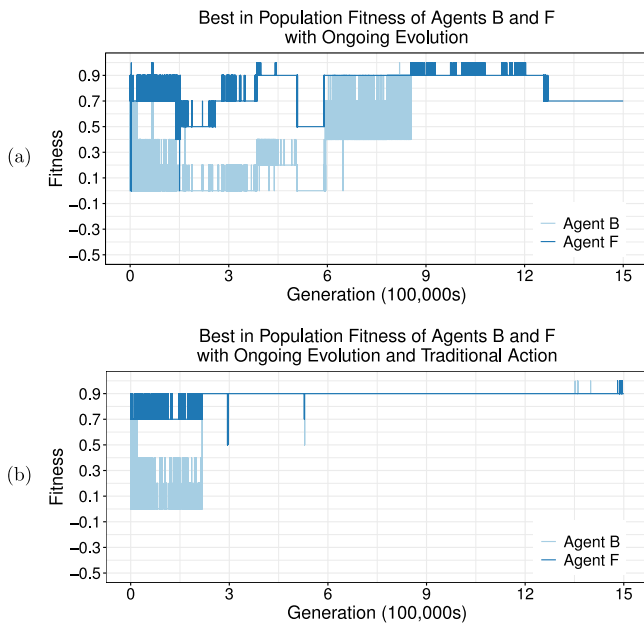 Best in Population Fitness of Agents B and F
with Ongoing Evolution
(a)
Fitness
0.9
0.7
0.5
0.3
0.1
−0.1
−0.3
−0.5
Agent B
Agent F
0 3 6 9 12 15
Generation (100,000s)
Best in Population Fitness of Agents B and F
with Ongoing Evolution and Traditional Action
(b)
Fitness
0.9
0.7
0.5
0.3
0.1
−0.1
−0.3
−0.5
Agent B
Agent F
0 3 6 9 12 15
Generation (100,000s)